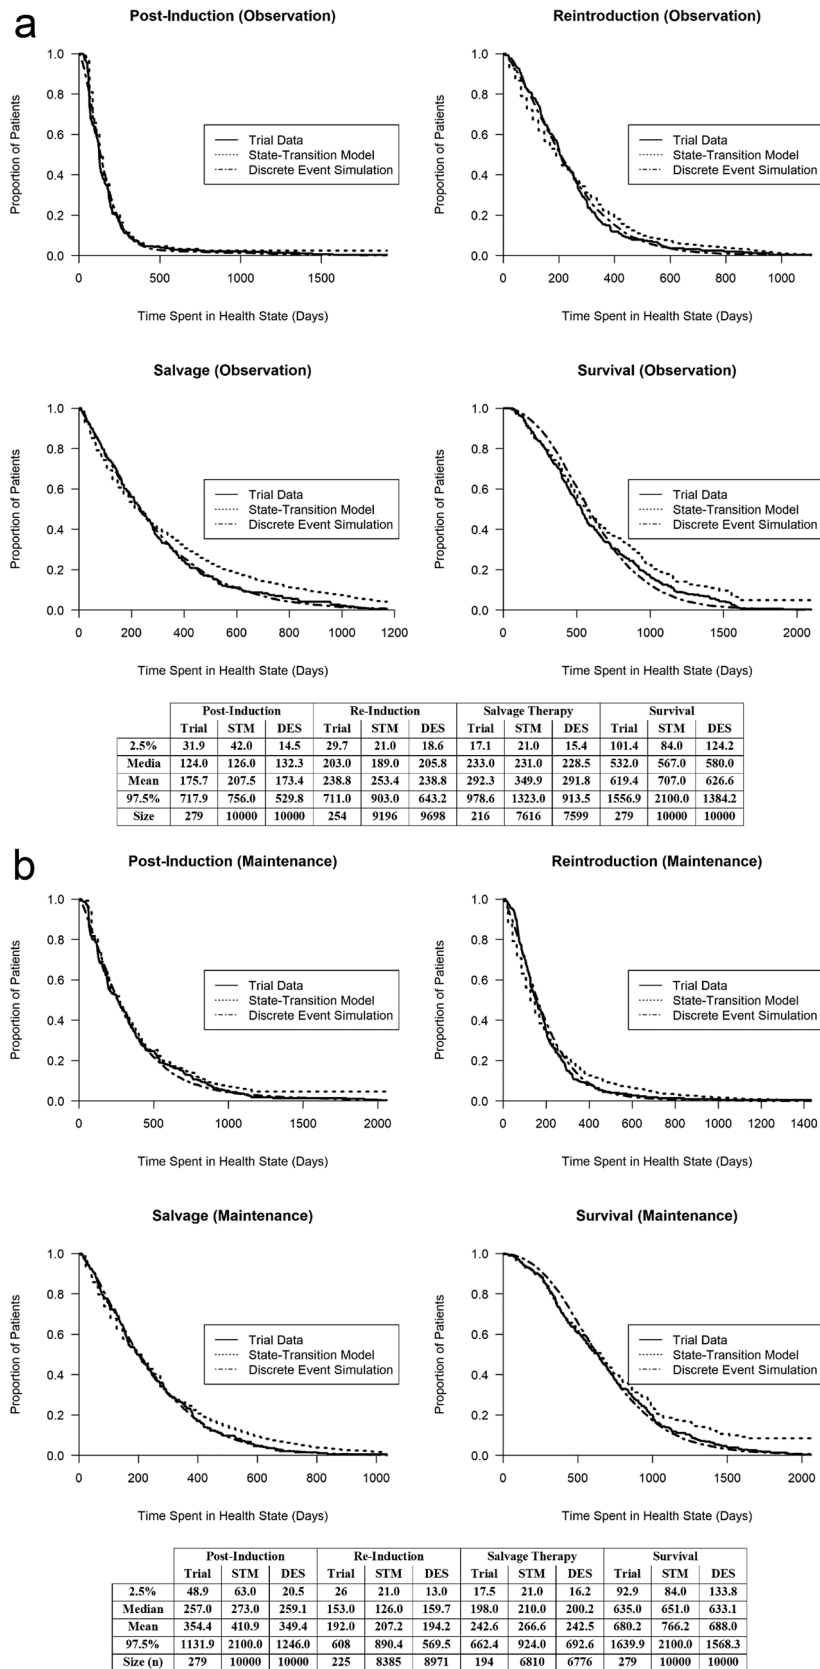 a
Post-Induction (Observation)
1.0
0.8
0.6
0.4
0.2
0.0
Proportion of Patients
Trial Data
State-Transition Model
Discrete Event Simulation
0 500 1000 1500
Time Spent in Health State (Days)
Reintroduction (Observation)
1.0
0.8
0.6
0.4
0.2
0.0
Proportion of Patients
Trial Data
State-Transition Model
Discrete Event Simulation
0 200 400 600 800 1000
Time Spent in Health State (Days)
Salvage (Observation)
1.0
0.8
0.6
0.4
0.2
0.0
Proportion of Patients
Trial Data
State-Transition Model
Discrete Event Simulation
0 200 400 600 800 1000 1200
Time Spent in Health State (Days)
Survival (Observation)
1.0
0.8
0.6
0.4
0.2
0.0
Proportion of Patients
Trial Data
State-Transition Model
Discrete Event Simulation
0 500 1000 1500 2000
Time Spent in Health State (Days)
Post-Induction Re-Induction Salvage Therapy Survival
Trial STM DES Trial STM DES Trial STM DES Trial STM DES
2.5% 31.9 42.0 14.5 29.7 21.0 18.6 17.1 21.0 15.4 101.4 84.0 124.2
Media 124.0 126.0 132.3 203.0 189.0 205.8 233.0 231.0 228.5 532.0 567.0 580.0
Mean 175.7 207.5 173.4 238.8 253.4 238.8 292.3 349.9 291.8 619.4 707.0 626.6
97.5% 717.9 756.0 529.8 711.0 903.0 643.2 978.6 1323.0 913.5 1556.9 2100.0 1384.2
Size 279 10000 10000 254 9196 9698 216 7616 7599 279 10000 10000
b
Post-Induction (Maintenance)
1.0
0.8
0.6
0.4
0.2
0.0
Proportion of Patients
Trial Data
State-Transition Model
Discrete Event Simulation
0 500 1000 1500 2000
Time Spent in Health State (Days)
Reintroduction (Maintenance)
1.0
0.8
0.6
0.4
0.2
0.0
Proportion of Patients
Trial Data
State-Transition Model
Discrete Event Simulation
0 200 400 600 800 1000 1200 1400
Time Spent in Health State (Days)
Salvage (Maintenance)
1.0
0.8
0.6
0.4
0.2
0.0
Proportion of Patients
Trial Data
State-Transition Model
Discrete Event Simulation
0 200 400 600 800 1000
Time Spent in Health State (Days)
Survival (Maintenance)
1.0
0.8
0.6
0.4
0.2
0.0
Proportion of Patients
Trial Data
State-Transition Model
Discrete Event Simulation
0 500 1000 1500 2000
Time Spent in Health State (Days)
Post-Induction Re-Induction Salvage Therapy Survival
Trial STM DES Trial STM DES Trial STM DES Trial STM DES
2.5% 48.9 63.0 20.5 26 21.0 13.0 17.5 21.0 16.2 92.9 84.0 133.8
Median 257.0 273.0 259.1 153.0 126.0 159.7 198.0 210.0 200.2 635.0 651.0 633.1
Mean 354.4 410.9 349.4 192.0 207.2 194.2 242.6 266.6 242.5 680.2 766.2 688.0
97.5% 1131.9 2100.0 1246.0 608 890.4 569.5 662.4 924.0 692.6 1639.9 2100.0 1568.3
Size (n) 279 10000 10000 225 8385 8971 194 6810 6776 279 10000 10000